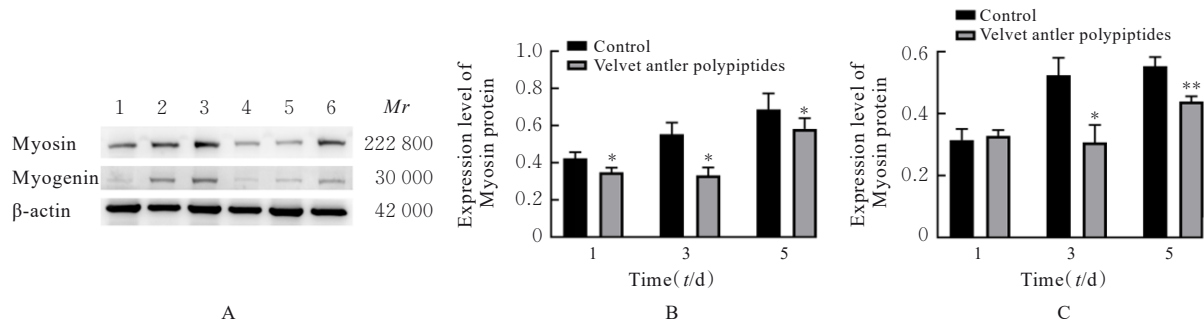 1 2 3 4 5 6 Mr
Myosin 222 800
Myogenin 30 000
β-actin 42 000
A
Control
Velvet antler polypiptides
Expression level of
Myosin protein
1.0
0.8
0.6
0.4
0.2
0
* * *
1 3 5
Time(t/d)
B
Control
Velvet antler polypiptides
Expression level of
Myosin protein
0.6
0.4
0.2
0
* **
1 3 5
Time(t/d)
C